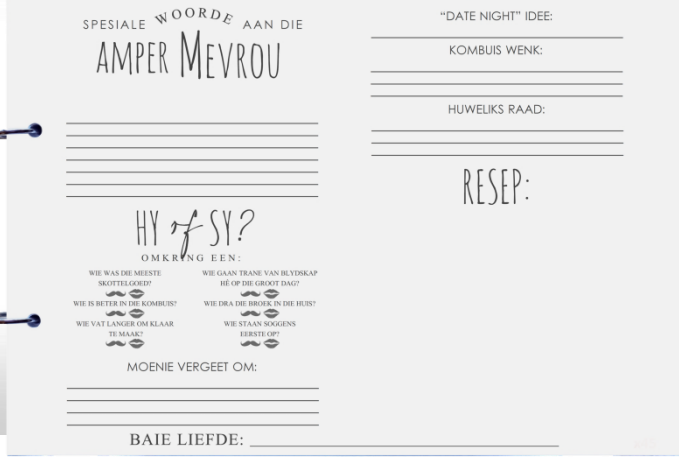 SPESIALE WOORDE AAN DIE
AMPER MEVROU
HY of SY?
OMKRING EEN:
WIE WAS DIE MEESTE
SKOTTELGOED?
WIE IS BETER IN DIE KOMBUIS?
WIE VAT LANGER OM KLAAR
TE MAAK?
WIE GAAN TRANE VAN BLYDSKAP
HÊ OP DIE GROOT DAG?
WIE DRA DIE BROEK IN DIE HUIS?
WIE STAAN SOGGENS
EERSTE OP?
MOENIE VERGEET OM:
BAIE LIEFDE:
"DATE NIGHT" IDEE:
KOMBUIS WENK:
HUWELIKS RAAD:
RESEP: